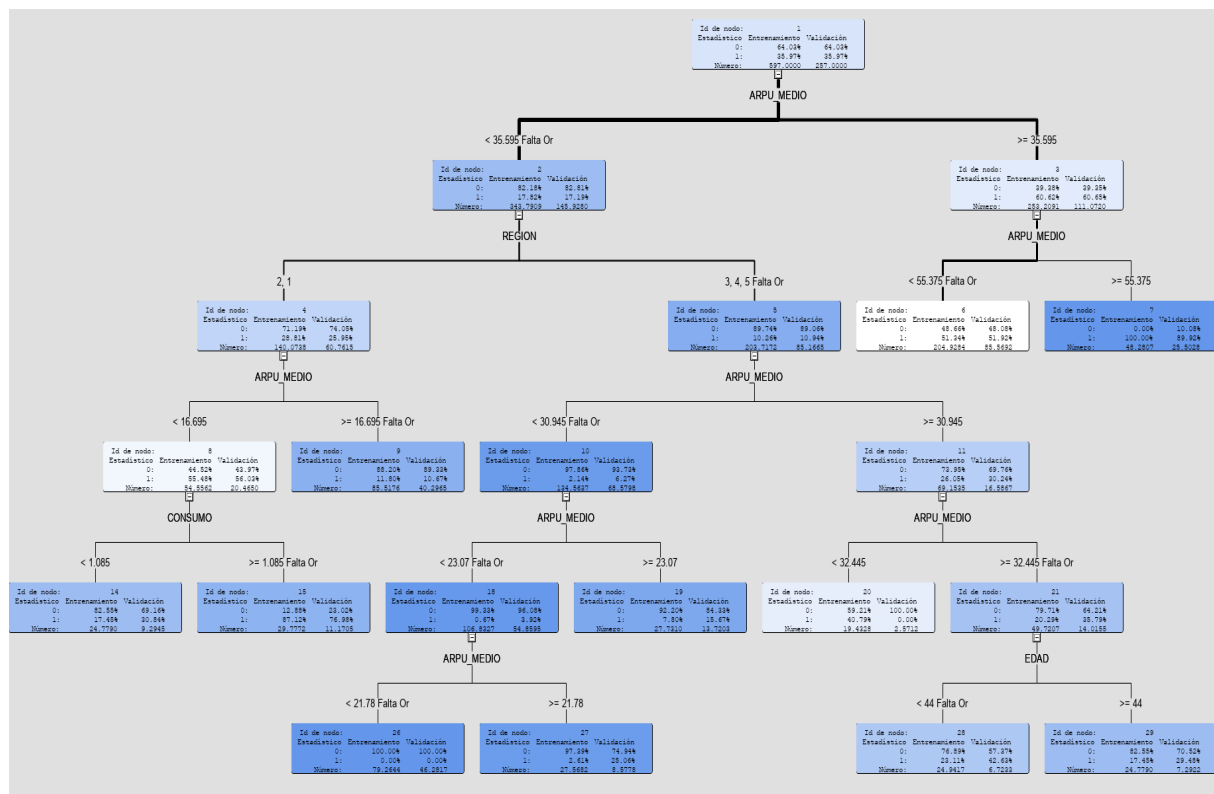 Id de nodo: 1
Estadístico Entrenamiento Validación
0: 64.03% 64.03%
1: 35.97% 35.97%
Número: 597.0000 257.0000
ARPU_MEDIO
< 35.595 Falta Or
>= 35.595
Id de nodo: 2
Estadístico Entrenamiento Validación
0: 82.18% 82.81%
1: 17.82% 17.19%
Número: 343.7909 145.9280
Id de nodo: 3
Estadístico Entrenamiento Validación
0: 39.38% 39.35%
1: 60.62% 60.65%
Número: 253.2091 111.0720
REGION
ARPU_MEDIO
2, 1
3, 4, 5 Falta Or
< 55.375 Falta Or
>= 55.375
Id de nodo: 4
Estadístico Entrenamiento Validación
0: 71.19% 74.05%
1: 28.81% 25.95%
Número: 140.0738 60.7615
Id de nodo: 5
Estadístico Entrenamiento Validación
0: 89.74% 89.06%
1: 10.26% 10.94%
Número: 203.7172 85.1665
Id de nodo: 6
Estadístico Entrenamiento Validación
0: 48.66% 48.08%
1: 51.34% 51.92%
Número: 204.9284 85.5692
Id de nodo: 7
Estadístico Entrenamiento Validación
0: 0.00% 10.08%
1: 100.00% 89.92%
Número: 48.2807 25.5028
ARPU_MEDIO
ARPU_MEDIO
< 16.695
>= 16.695 Falta Or
< 30.945 Falta Or
>= 30.945
Id de nodo: 8
Estadístico Entrenamiento Validación
0: 44.52% 43.97%
1: 55.48% 56.03%
Número: 54.5562 20.4650
Id de nodo: 9
Estadístico Entrenamiento Validación
0: 88.20% 89.33%
1: 11.80% 10.67%
Número: 85.5176 40.2965
Id de nodo: 10
Estadístico Entrenamiento Validación
0: 97.86% 93.73%
1: 2.14% 6.27%
Número: 134.5637 68.5798
Id de nodo: 11
Estadístico Entrenamiento Validación
0: 73.95% 69.76%
1: 26.05% 30.24%
Número: 69.1535 16.5867
CONSUMO
ARPU_MEDIO
ARPU_MEDIO
< 1.085
>= 1.085 Falta Or
< 23.07 Falta Or
>= 23.07
< 32.445
>= 32.445 Falta Or
Id de nodo: 14
Estadístico Entrenamiento Validación
0: 82.55% 69.16%
1: 17.45% 30.84%
Número: 24.7790 9.2945
Id de nodo: 15
Estadístico Entrenamiento Validación
0: 12.88% 23.02%
1: 87.12% 76.98%
Número: 29.7772 11.1705
Id de nodo: 18
Estadístico Entrenamiento Validación
0: 99.33% 96.08%
1: 0.67% 3.92%
Número: 106.8327 54.8595
Id de nodo: 19
Estadístico Entrenamiento Validación
0: 92.20% 84.33%
1: 7.80% 15.67%
Número: 27.7310 13.7203
Id de nodo: 20
Estadístico Entrenamiento Validación
0: 59.21% 100.00%
1: 40.79% 0.00%
Número: 19.4328 2.5712
Id de nodo: 21
Estadístico Entrenamiento Validación
0: 79.71% 64.21%
1: 20.29% 35.79%
Número: 49.7207 14.0155
ARPU_MEDIO
EDAD
< 21.78 Falta Or
>= 21.78
< 44 Falta Or
>= 44
Id de nodo: 26
Estadístico Entrenamiento Validación
0: 100.00% 100.00%
1: 0.00% 0.00%
Número: 79.2644 46.2817
Id de nodo: 27
Estadístico Entrenamiento Validación
0: 97.39% 74.94%
1: 2.61% 25.06%
Número: 27.5682 8.5778
Id de nodo: 28
Estadístico Entrenamiento Validación
0: 76.89% 57.37%
1: 23.11% 42.63%
Número: 24.9417 6.7233
Id de nodo: 29
Estadístico Entrenamiento Validación
0: 82.55% 70.52%
1: 17.45% 29.48%
Número: 24.7790 7.2922